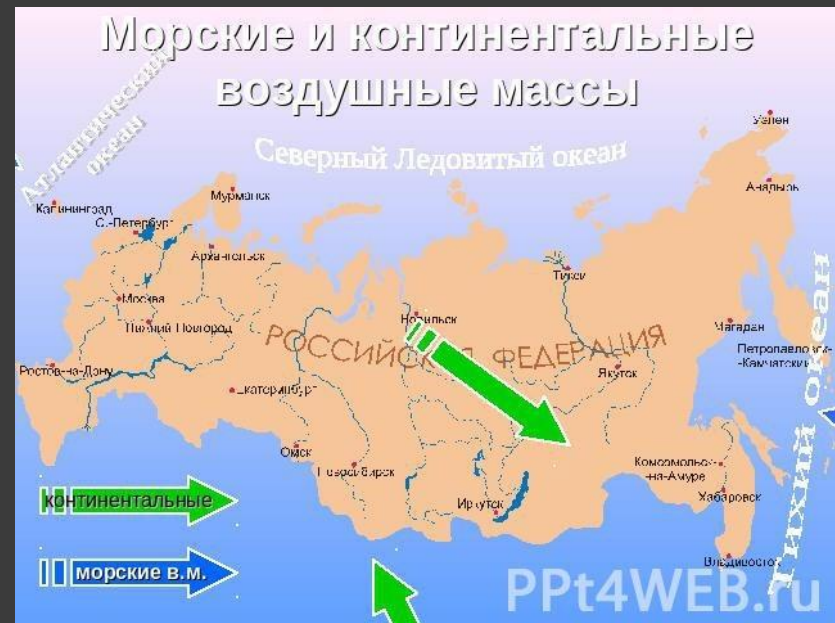 Морские и континентальные
воздушные массы
Атлантический
океан
Северный Ледовитый океан
Уэлен
Анадырь
Мурманск
Калининград
С.-Петербург
Архангельск
Тикси
Москва
Норильск
Нижний Новгород
РОССИЙСКАЯ ФЕДЕРАЦИЯ
Магадан
Петропавловск-
-Камчатский
Ростов-на-Дону
Якутск
Екатеринбург
Тихий океан
Омск
Новосибирск
Комсомольск-
-на-Амуре
континентальные
Иркутск
Хабаровск
Владивосток
морские в.м.
PPt4WEB.ru